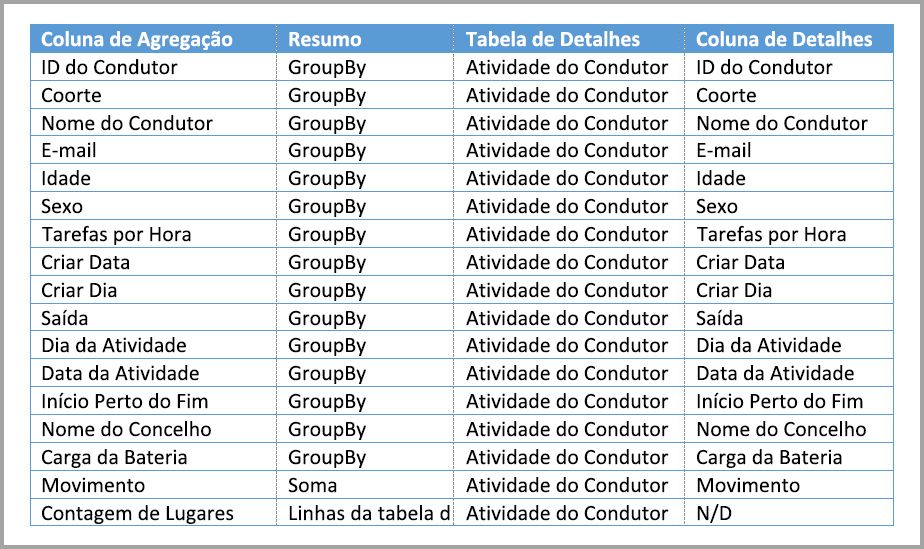 Coluna de Agregação Resumo Tabela de Detalhes Coluna de Detalhes
ID do Condutor GroupBy Atividade do Condutor ID do Condutor
Coorte GroupBy Atividade do Condutor Coorte
Nome do Condutor GroupBy Atividade do Condutor Nome do Condutor
E-mail GroupBy Atividade do Condutor E-mail
Idade GroupBy Atividade do Condutor Idade
Sexo GroupBy Atividade do Condutor Sexo
Tarefas por Hora GroupBy Atividade do Condutor Tarefas por Hora
Criar Data GroupBy Atividade do Condutor Criar Data
Criar Dia GroupBy Atividade do Condutor Criar Dia
Saída GroupBy Atividade do Condutor Saída
Dia da Atividade GroupBy Atividade do Condutor Dia da Atividade
Data da Atividade GroupBy Atividade do Condutor Data da Atividade
Início Perto do Fim GroupBy Atividade do Condutor Início Perto do Fim
Nome do Concelho GroupBy Atividade do Condutor Nome do Concelho
Carga da Bateria GroupBy Atividade do Condutor Carga da Bateria
Movimento Soma Atividade do Condutor Movimento
Contagem de Lugares Linhas da tabela d Atividade do Condutor N/D